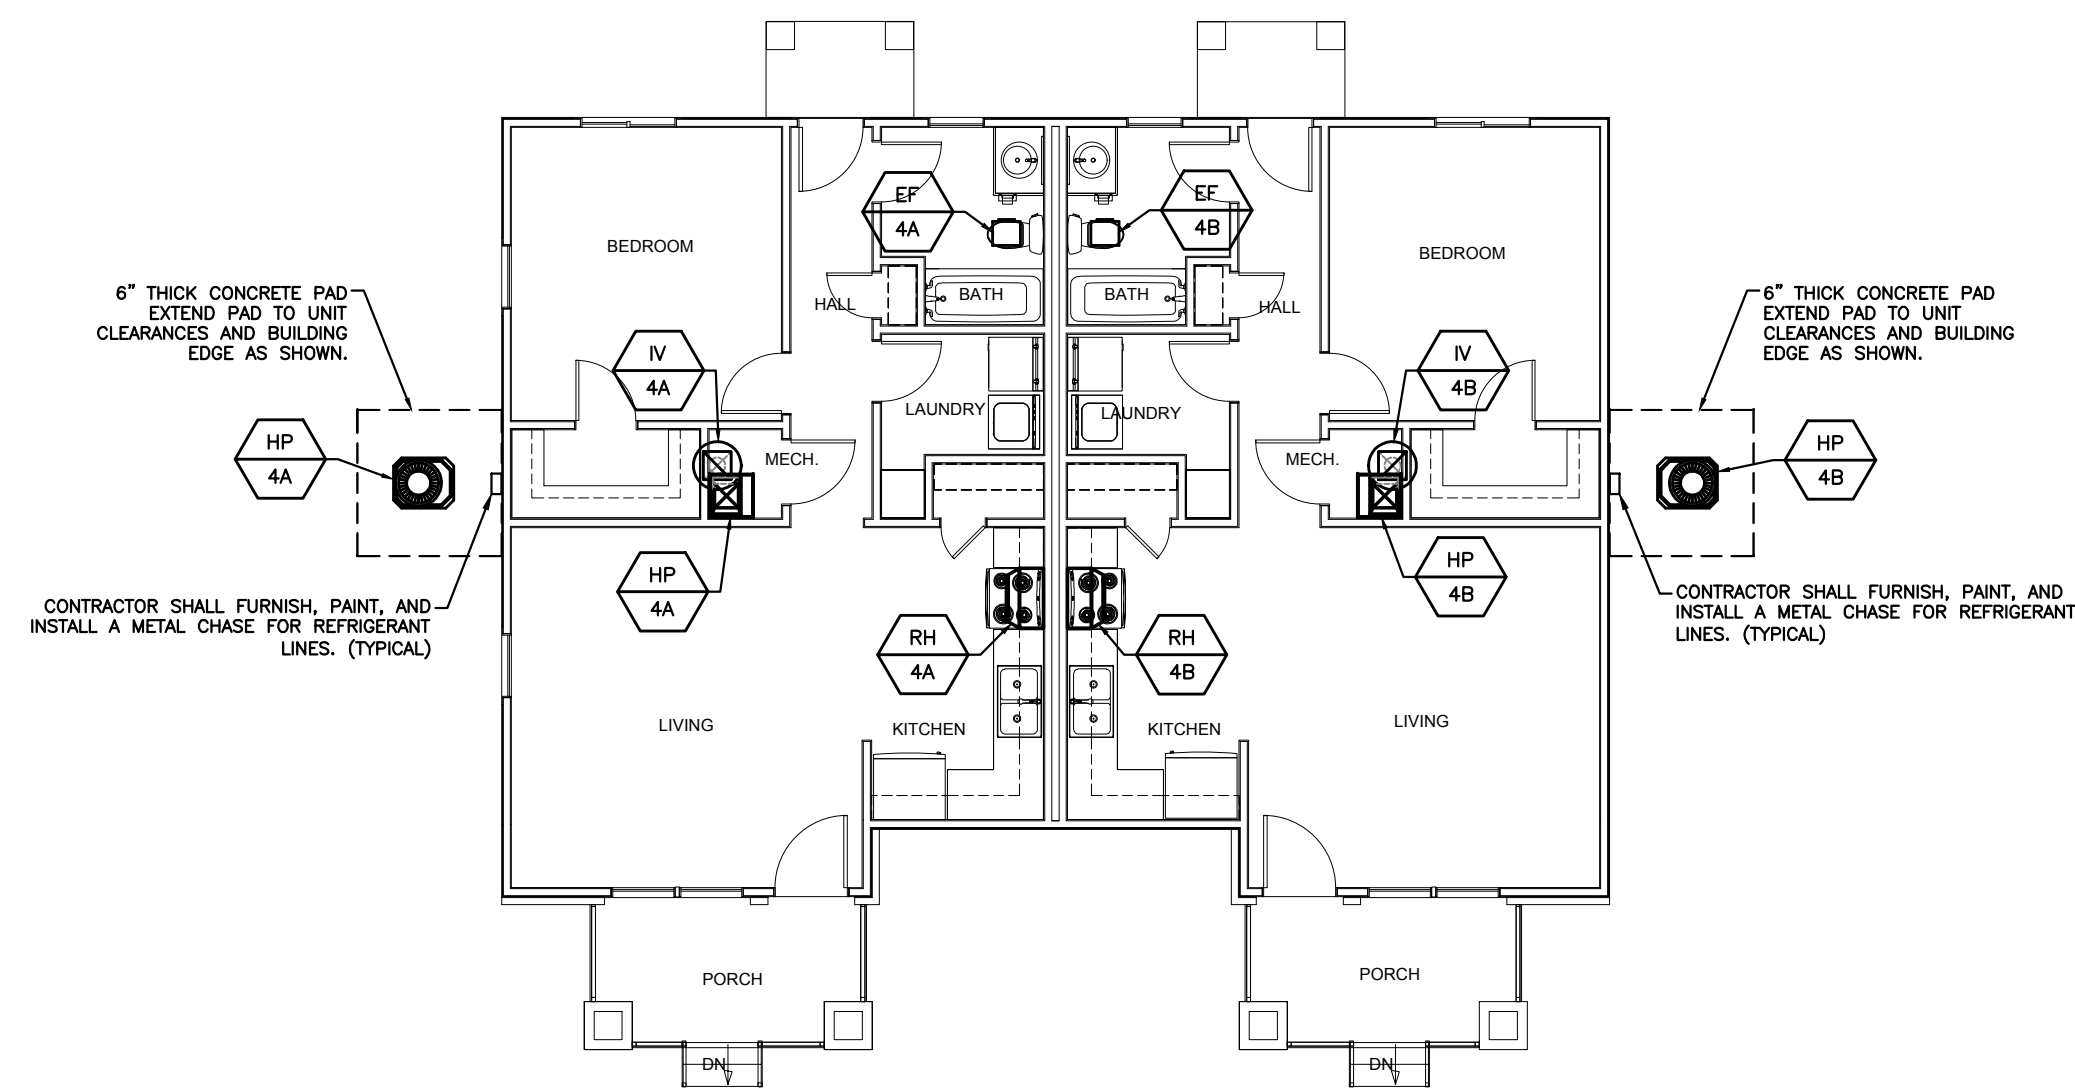 EF
4A
EF
4B
BEDROOM
BEDROOM
HALL
BATH
BATH
HALL
6” THICK CONCRETE PAD
EXTEND PAD TO UNIT
CLEARANCES AND BUILDING
EDGE AS SHOWN.
6” THICK CONCRETE PAD
EXTEND PAD TO UNIT
CLEARANCES AND BUILDING
EDGE AS SHOWN.
IV
4A
IV
4B
LAUNDRY
LAUNDRY
HP
4A
MECH.
MECH.
HP
4B
HP
4A
HP
4B
CONTRACTOR SHALL FURNISH, PAINT, AND
INSTALL A METAL CHASE FOR REFRIGERANT
LINES. (TYPICAL)
CONTRACTOR SHALL FURNISH, PAINT, AND
INSTALL A METAL CHASE FOR REFRIGERANT
LINES. (TYPICAL)
RH
4A
RH
4B
LIVING
KITCHEN
KITCHEN
LIVING
PORCH
PORCH
DN
DN